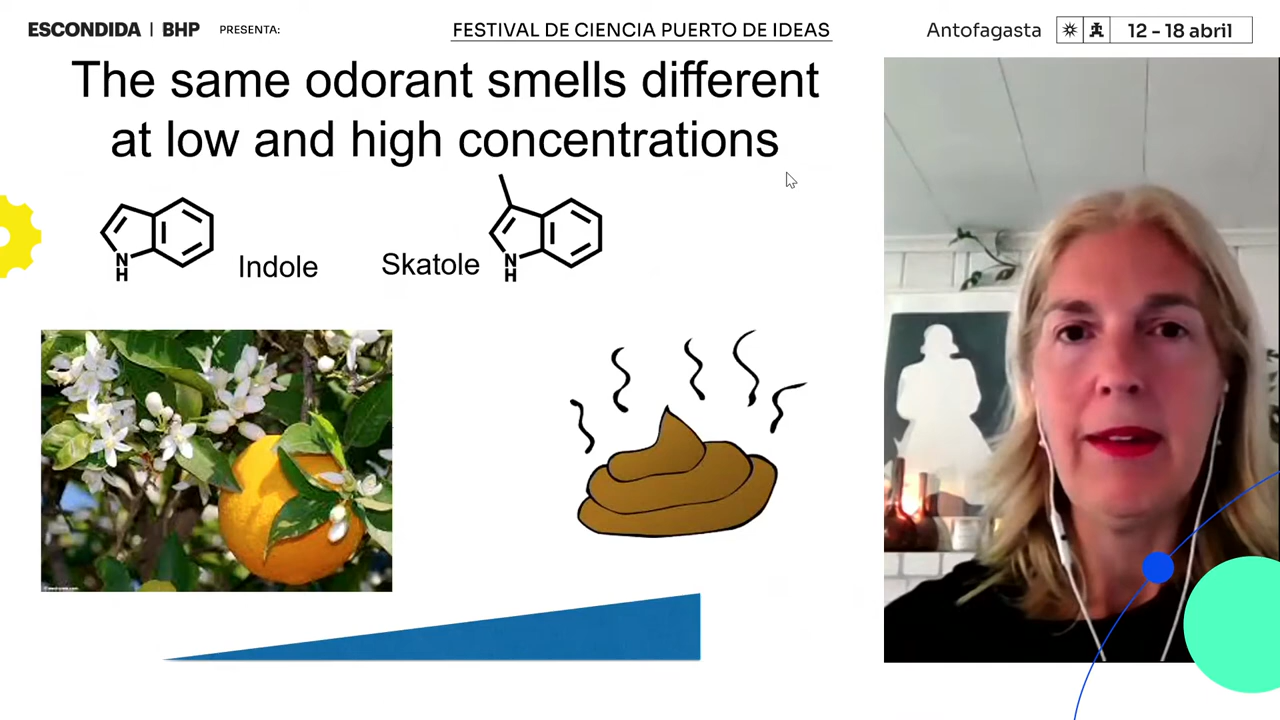 ESCONDIDA | BHP PRESENTA:
FESTIVAL DE CIENCIA PUERTO DE IDEAS
Antofagasta
12 - 18 abril
The same odorant smells different
at low and high concentrations
N
H
Indole
Skatole
N
H